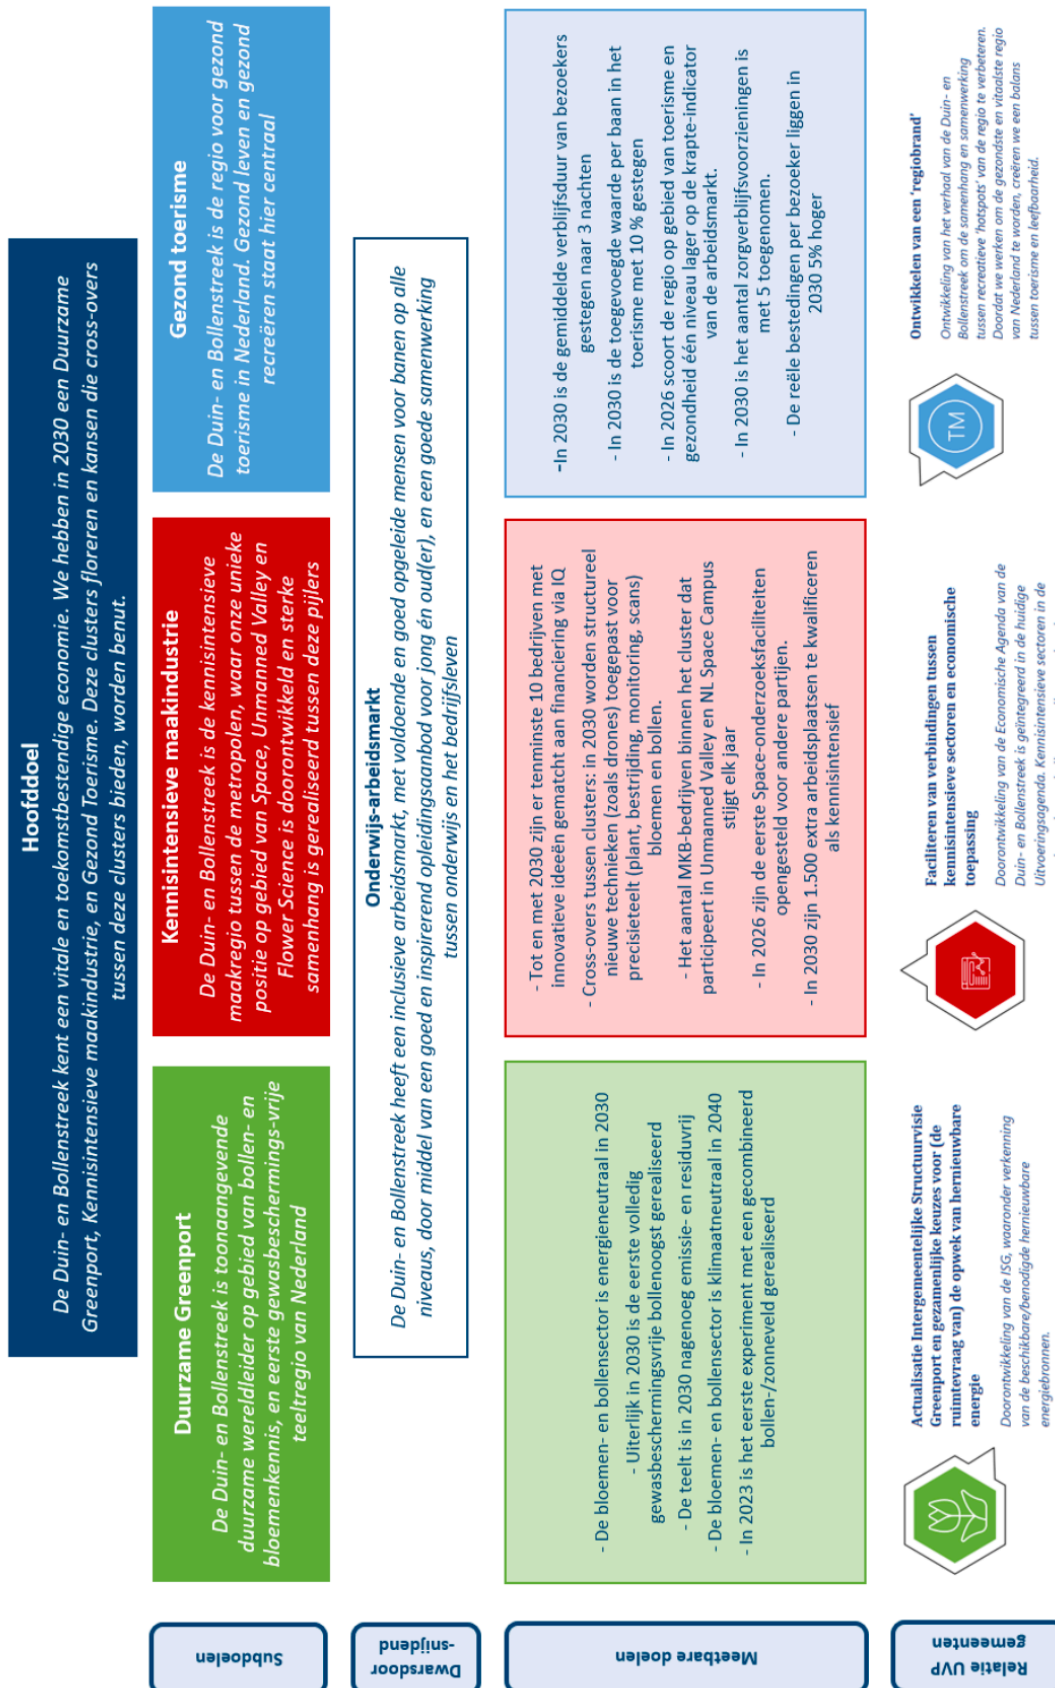 Hoofddoel
De Duin- en Bollenstreek kent een vitale en toekomstbestendige economie. We hebben in 2030 een Duurzame
Greenport, Kennisintensieve maakindustrie, en Gezond Toerisme. Deze clusters floreren en kansen die cross-overs
tussen deze clusters bieden, worden benut.
Subdoelen
Duurzame Greenport
De Duin- en Bollenstreek is toonaangevende
duurzame wereldleider op gebied van bollen- en
bloemenkennis, en eerste gewasbeschermings-vrije
teeltregio van Nederland
Kennisintensieve maakindustrie
De Duin- en Bollenstreek is de kennisintensieve
maakregio tussen de metropolen, waar onze unieke
positie op gebied van Space, Unmanned Valley en
Flower Science is doorontwikkeld en sterke
samenhang is gerealiseerd tussen deze pijlers
Gezond toerisme
De Duin- en Bollenstreek is de regio voor gezond
toerisme in Nederland. Gezond leven en gezond
recreëren staat hier centraal
Dwarsdoor
-snijdend
Onderwijs-arbeidsmarkt
De Duin- en Bollenstreek heeft een inclusieve arbeidsmarkt, met voldoende en goed opgeleide mensen voor banen op alle
niveaus, door middel van een goed en inspirerend opleidingsaanbod voor jong én oud(er), en een goede samenwerking
tussen onderwijs en het bedrijfsleven
Meetbare doelen
- De bloemen- en bollensector is energieneutraal in 2030
- Uiterlijk in 2030 is de eerste volledig
gewasbeschermingsvrije bollenoogst gerealiseerd
- De teelt is in 2030 nagenoeg emissie- en residuvrij
- De bloemen- en bollensector is klimaatneutraal in 2040
- In 2023 is het eerste experiment met een gecombineerd
bollen-/zonneveld gerealiseerd
- Tot en met 2030 zijn er tenminste 10 bedrijven met
innovatieve ideeën gematcht aan financiering via IQ
- Cross-overs tussen clusters: in 2030 worden structureel
nieuwe technieken (zoals drones) toegepast voor
precisieteelt (plant, bestrijding, monitoring, scans)
bloemen en bollen.
- Het aantal MKB-bedrijven binnen het cluster dat
participeert in Unmanned Valley en NL Space Campus
stijgt elk jaar
- In 2026 zijn de eerste Space-onderzoeksfaciliteiten
opengesteld voor andere partijen.
- In 2030 zijn 1.500 extra arbeidsplaatsen te kwalificeren
als kennisintensief
-In 2030 is de gemiddelde verblijfsduur van bezoekers
gestegen naar 3 nachten
- In 2030 is de toegevoegde waarde per baan in het
toerisme met 10 % gestegen
- In 2026 scoort de regio op gebied van toerisme en
gezondheid één niveau lager op de krapte-indicator
van de arbeidsmarkt.
- In 2030 is het aantal zorgverblijfsvoorzieningen is
met 5 toegenomen.
- De reële bestedingen per bezoeker liggen in
2030 5% hoger
Relatie UVP
gemeenten
Actualisatie Intergemeentelijke Structuurvisie
Greenport en gezamenlijke keuzes voor (de
ruimtevraag van) de opwek van hernieuwbare
energie
Doorontwikkeling van de ISG, waaronder verkenning
van de beschikbare/benodigde hernieuwbare
energiebronnen.
Faciliteren van verbindingen tussen
kennisintensieve sectoren en economische
toepassing
Doorontwikkeling van de Economische Agenda van de
Duin- en Bollenstreek is geïntegreerd in de huidige
Uitvoeringsagenda. Kennisintensieve sectoren in de
TM
Ontwikkelen van een 'regiobrand'
Ontwikkeling van het verhaal van de Duin- en
Bollenstreek om de samenhang en samenwerking
tussen recreatieve 'hotspots' van de regio te verbeteren.
Doordat we werken om de gezondste en vitaalste regio
van Nederland te worden, creëren we een balans
tussen toerisme en leefbaarheid.